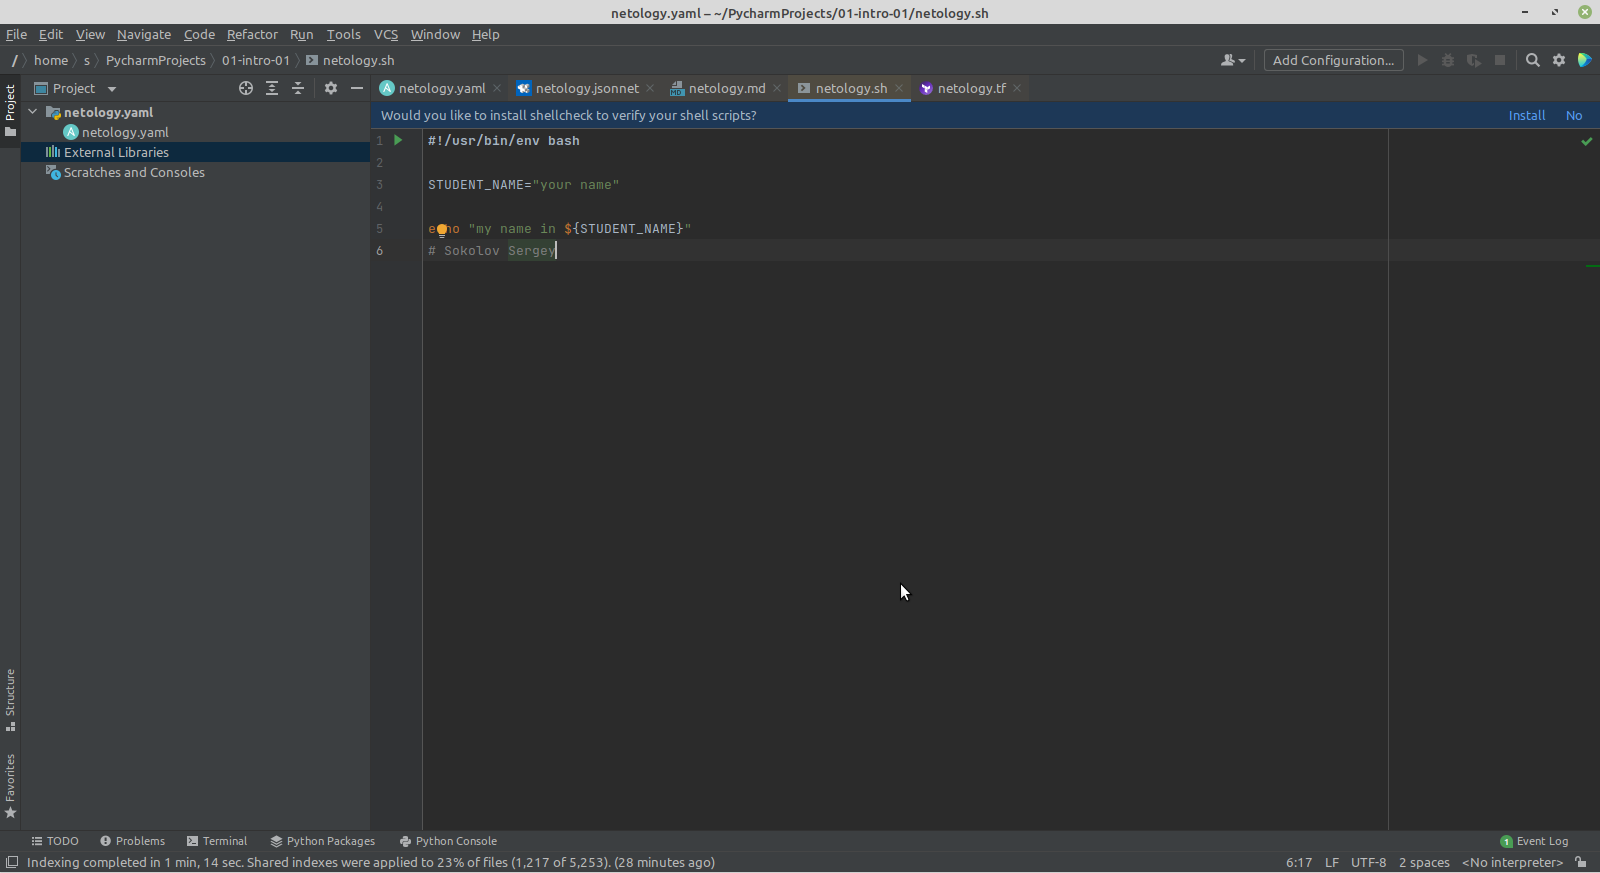 netology.yaml – ~/PycharmProjects/01-intro-01/netology.sh
File Edit View Navigate Code Refactor Run Tools VCS Window Help
/ home s PycharmProjects 01-intro-01 netology.sh Add Configuration...
Project
Project
netology.yaml netology.jsonnet netology.md netology.sh netology.tf
netology.yaml
netology.yaml
External Libraries
Scratches and Consoles
Would you like to install shellcheck to verify your shell scripts? Install No
1 #!/usr/bin/env bash
2
3 STUDENT_NAME="your name"
4
5 echo "my name in ${STUDENT_NAME}"
6 # Sokolov Sergey
Structure
Favorites
TODO Problems Terminal Python Packages Python Console 1 Event Log
Indexing completed in 1 min, 14 sec. Shared indexes were applied to 23% of files (1,217 of 5,253). (28 minutes ago) 6:17 LF UTF-8 2 spaces <No interpreter>